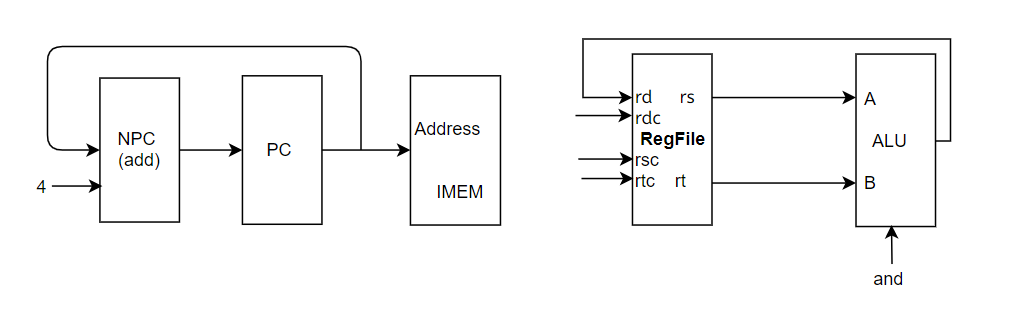 NPC
(add)
4
PC
Address
IMEM
rd rs
rdc
RegFile
rsc
rtc rt
A
ALU
B
and